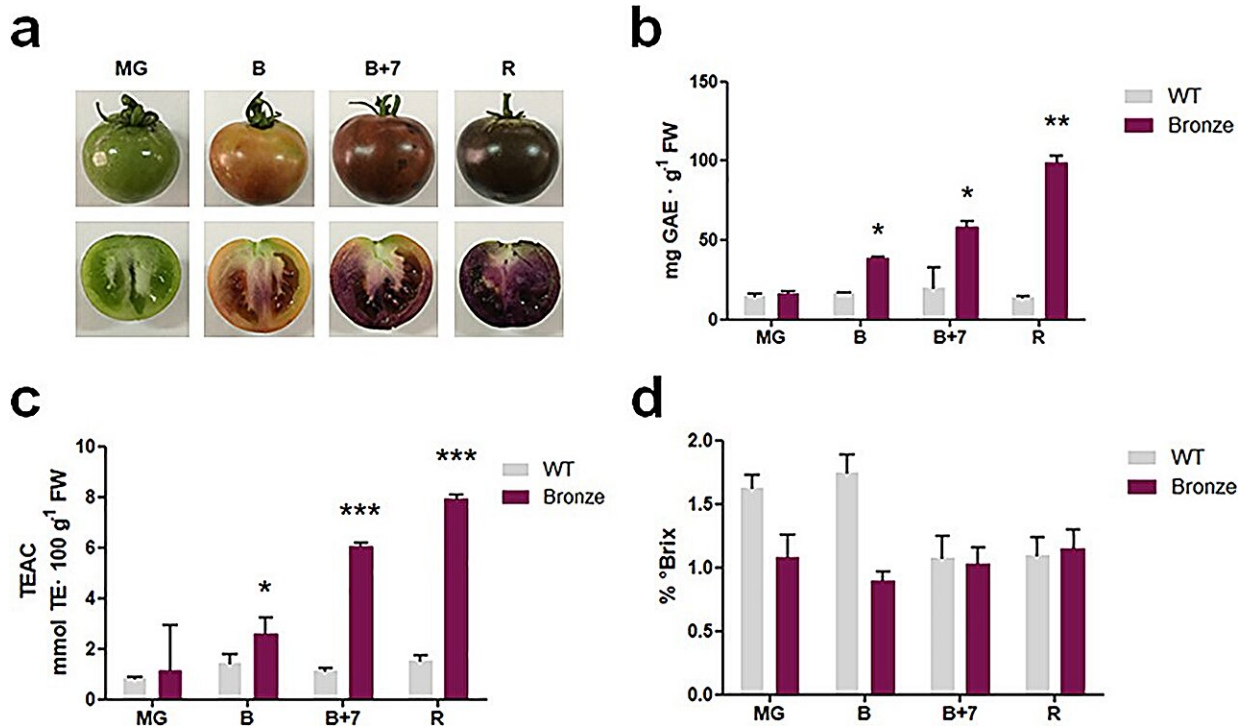 a
MG B B+7 R
b
mg GAE · g⁻¹ FW
150
100
50
0
* * **
MG B B+7 R
WT
Bronze
c
TEAC
mmol TE· 100 g⁻¹ FW
10
8
6
4
2
0
* *** ***
MG B B+7 R
WT
Bronze
d
% °Brix
2.0
1.5
1.0
0.5
0.0
MG B B+7 R
WT
Bronze